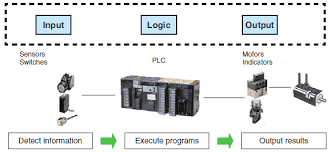 Input
Logic
Output
Sensors
Switches
PLC
Motors
Indicators
Detect information
Execute programs
Output results